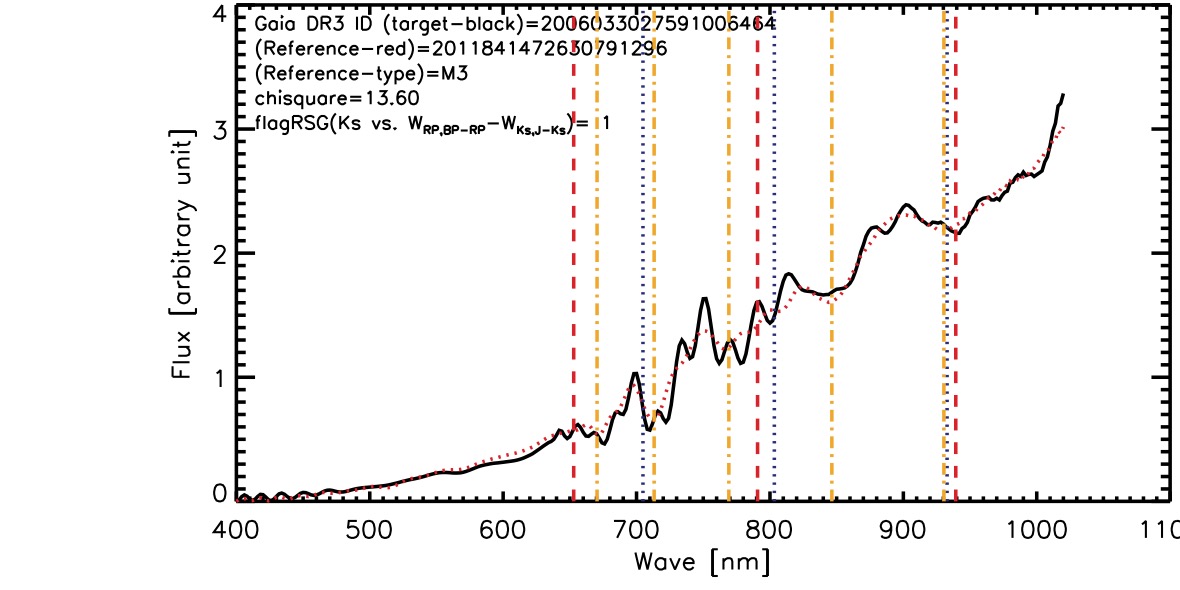 Gaia DR3 ID (target-black)=2006033027591006464
(Reference-red)=2011841472630791296
(Reference-type)=M3
chisquare=13.60
flagRSG(Ks vs. WRP,BP-RP-WKs,J-Ks)= 1
4
3
2
1
0
Flux [arbitrary unit]
400 500 600 700 800 900 1000 110
Wave [nm]